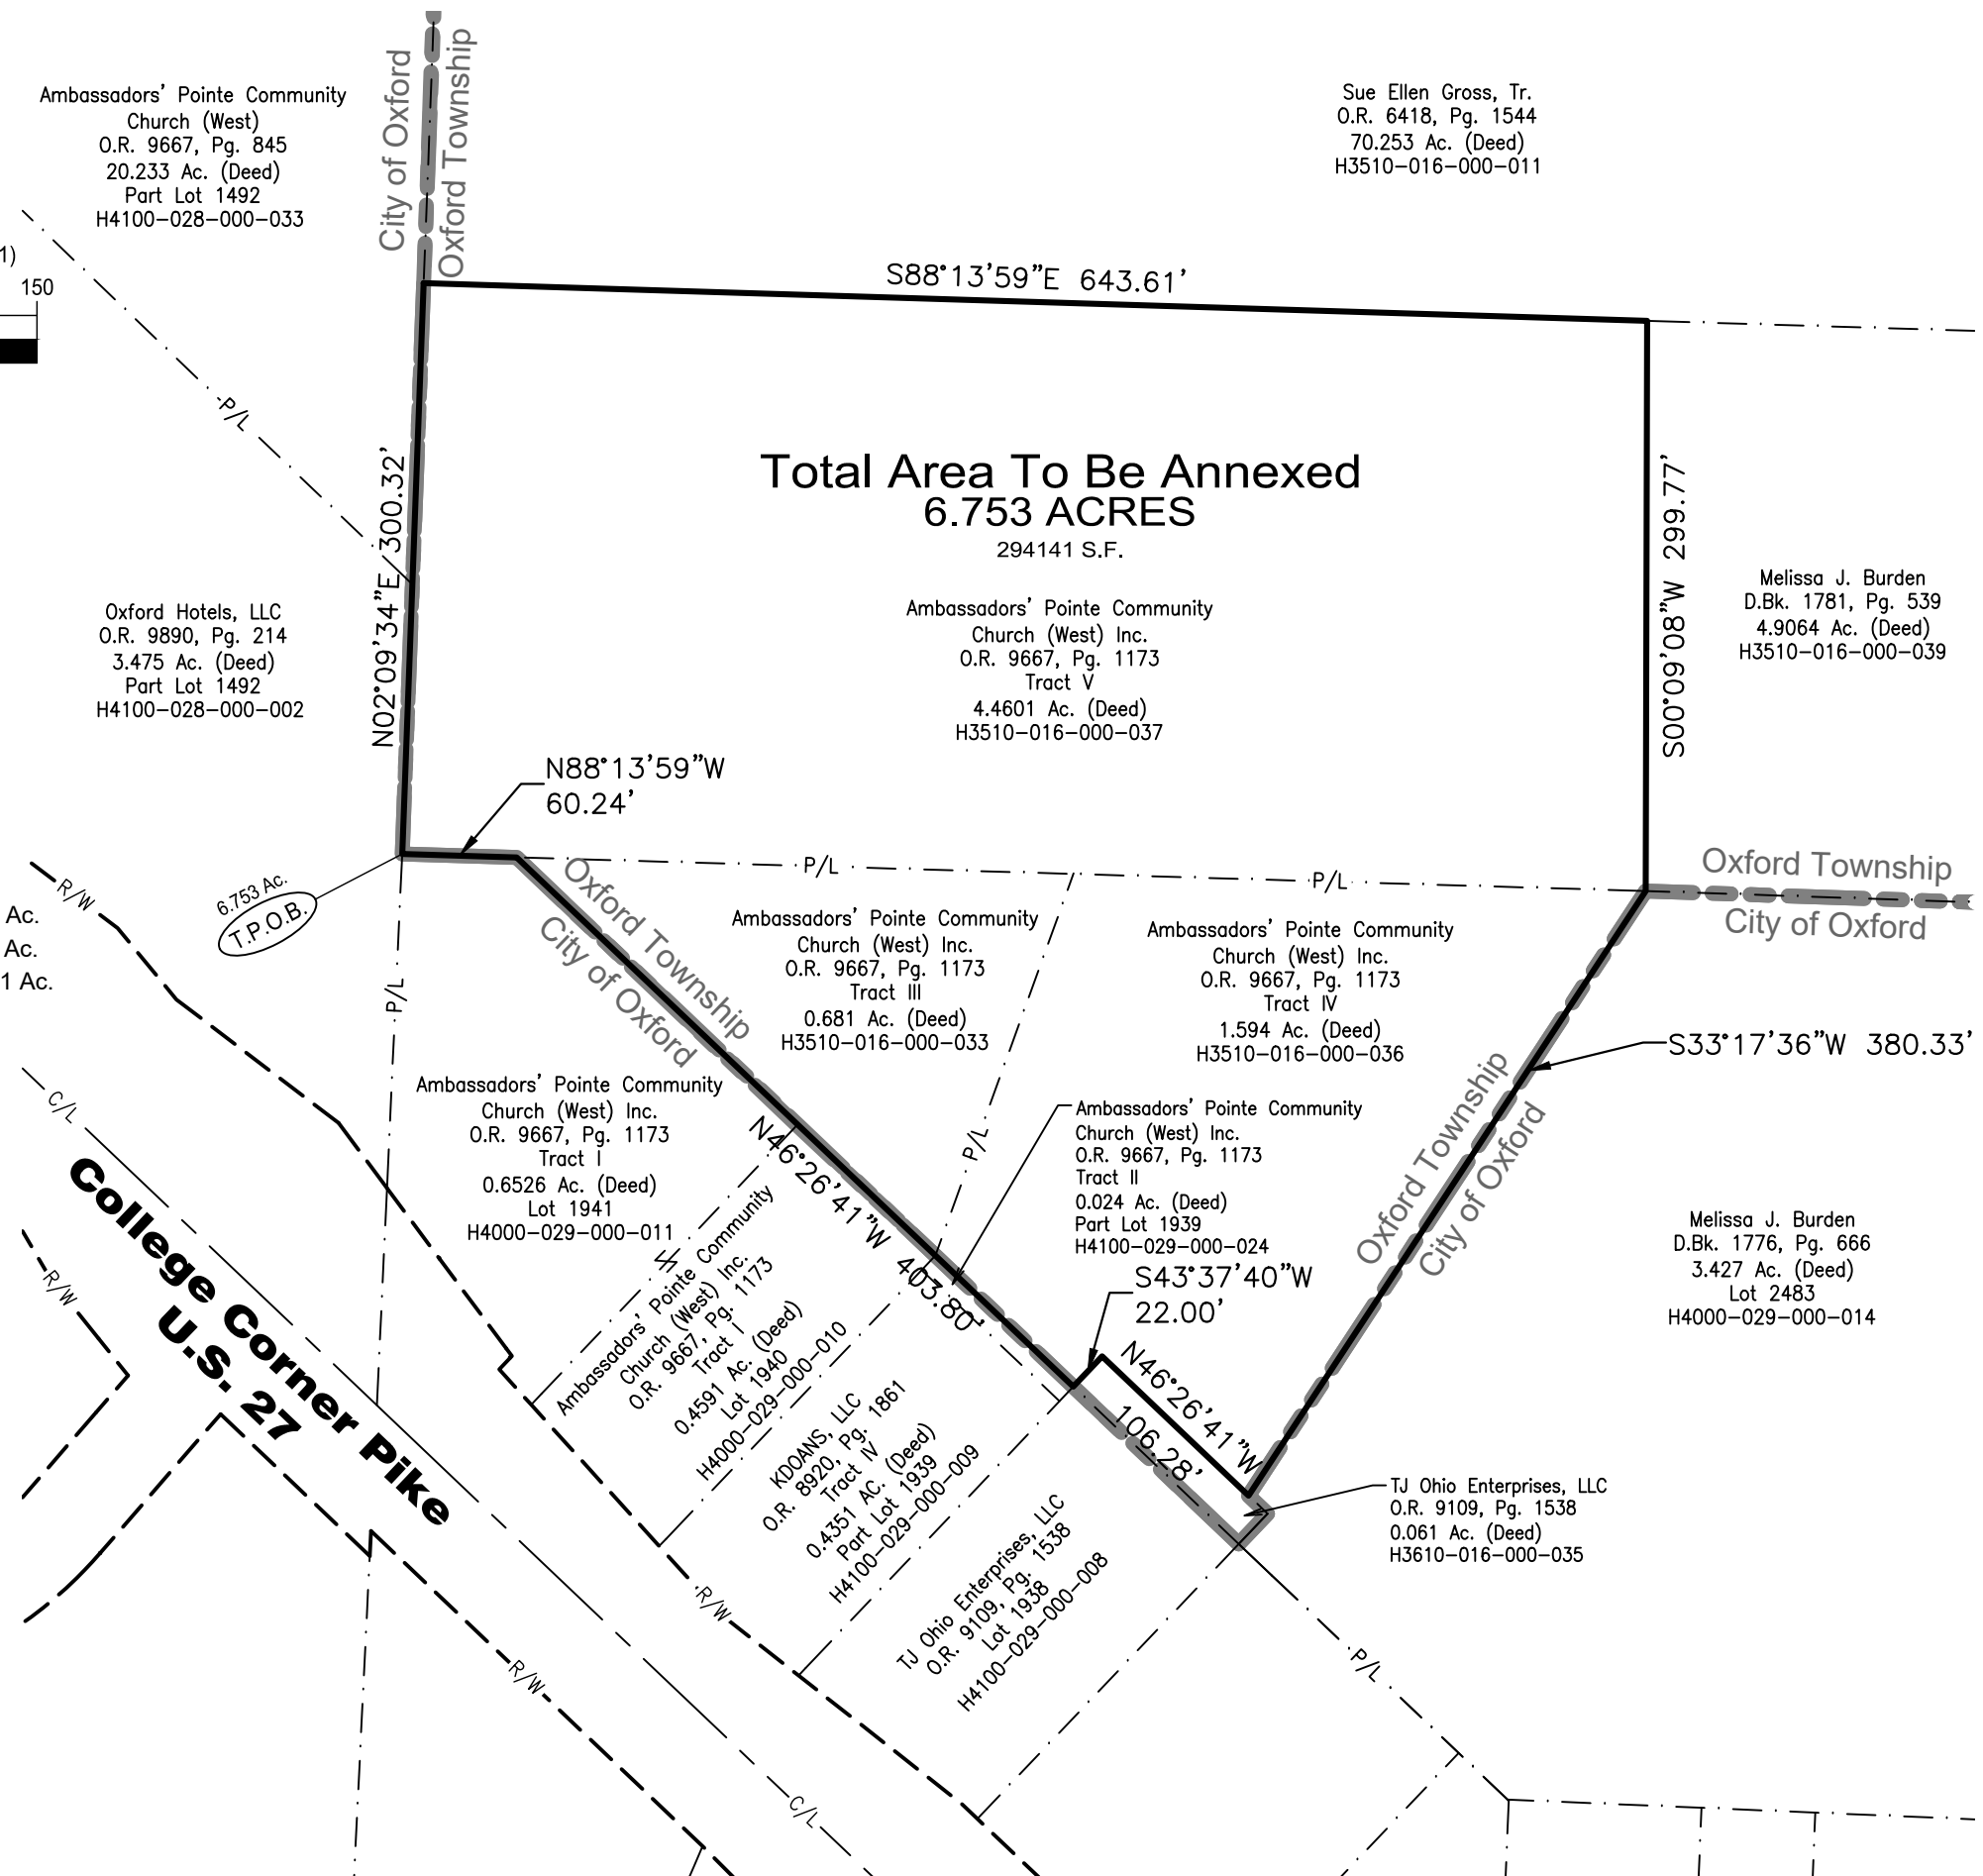 City of Oxford
Oxford Township
Ambassadors' Pointe Community
Church (West)
O.R. 9667, Pg. 845
20.233 Ac. (Deed)
Part Lot 1492
H4100-028-000-033
Sue Ellen Gross, Tr.
O.R. 6418, Pg. 1544
70.253 Ac. (Deed)
H3510-016-000-011
1)
150
S88°13'59"E 643.61'
P/L
N02°09'34"E 300.32'
Total Area To Be Annexed
6.753 ACRES
294141 S.F.
Ambassadors' Pointe Community
Church (West) Inc.
O.R. 9667, Pg. 1173
Tract V
4.4601 Ac. (Deed)
H3510-016-000-037
S00°09'08"W 299.77'
Melissa J. Burden
D.Bk. 1781, Pg. 539
4.9064 Ac. (Deed)
H3510-016-000-039
Oxford Hotels, LLC
O.R. 9890, Pg. 214
3.475 Ac. (Deed)
Part Lot 1492
H4100-028-000-002
N88°13'59"W
60.24'
P/L
P/L
Oxford Township
City of Oxford
R/W
6.753 Ac.
T.P.O.B.
Ac.
Ac.
1 Ac.
P/L
Oxford Township
City of Oxford
Ambassadors' Pointe Community
Church (West) Inc.
O.R. 9667, Pg. 1173
Tract III
0.681 Ac. (Deed)
H3510-016-000-033
Ambassadors' Pointe Community
Church (West) Inc.
O.R. 9667, Pg. 1173
Tract IV
1.594 Ac. (Deed)
H3510-016-000-036
S33°17'36"W 380.33'
P/L
Oxford Township
City of Oxford
C/L
College Corner Pike
U.S. 27
Ambassadors' Pointe Community
Church (West) Inc.
O.R. 9667, Pg. 1173
Tract I
0.6526 Ac. (Deed)
Lot 1941
H4000-029-000-011
N46°26'41"W 403.80'
Ambassadors' Pointe Community
Church (West) Inc.
O.R. 9667, Pg. 1173
Tract II
0.024 Ac. (Deed)
Part Lot 1939
H4100-029-000-024
S43°37'40"W
22.00'
N46°26'41"W
106.28'
Melissa J. Burden
D.Bk. 1776, Pg. 666
3.427 Ac. (Deed)
Lot 2483
H4000-029-000-014
R/W
Ambassadors' Pointe Community
Church (West) Inc.
O.R. 9667, Pg. 1173
Tract I
0.4591 Ac. (Deed)
Lot 1940
H4000-029-000-010
KDOANS, LLC
O.R. 8920, Pg. 1861
Tract IV
0.4351 AC. (Deed)
Part Lot 1939
H4100-029-000-009
TJ Ohio Enterprises, LLC
O.R. 9109, Pg. 1538
Lot 1938
H4100-029-000-008
TJ Ohio Enterprises, LLC
O.R. 9109, Pg. 1538
0.061 Ac. (Deed)
H3610-016-000-035
R/W
R/W
P/L
C/L